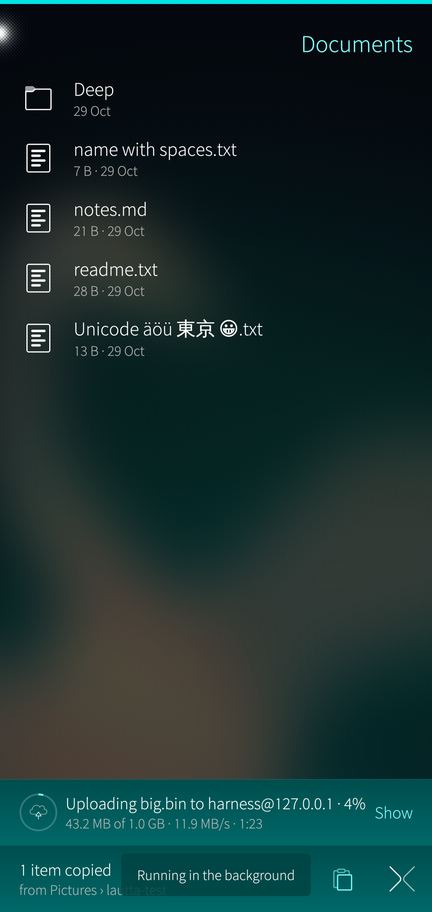 Documents
Deep
29 Oct
name with spaces.txt
7 B · 29 Oct
notes.md
21 B · 29 Oct
readme.txt
28 B · 29 Oct
Unicode äöü 東京 😀.txt
13 B · 29 Oct
Uploading big.bin to harness@127.0.0.1 · 4%
43.2 MB of 1.0 GB · 11.9 MB/s · 1:23
Show
1 item copied
from Pictures ›
Running in the background